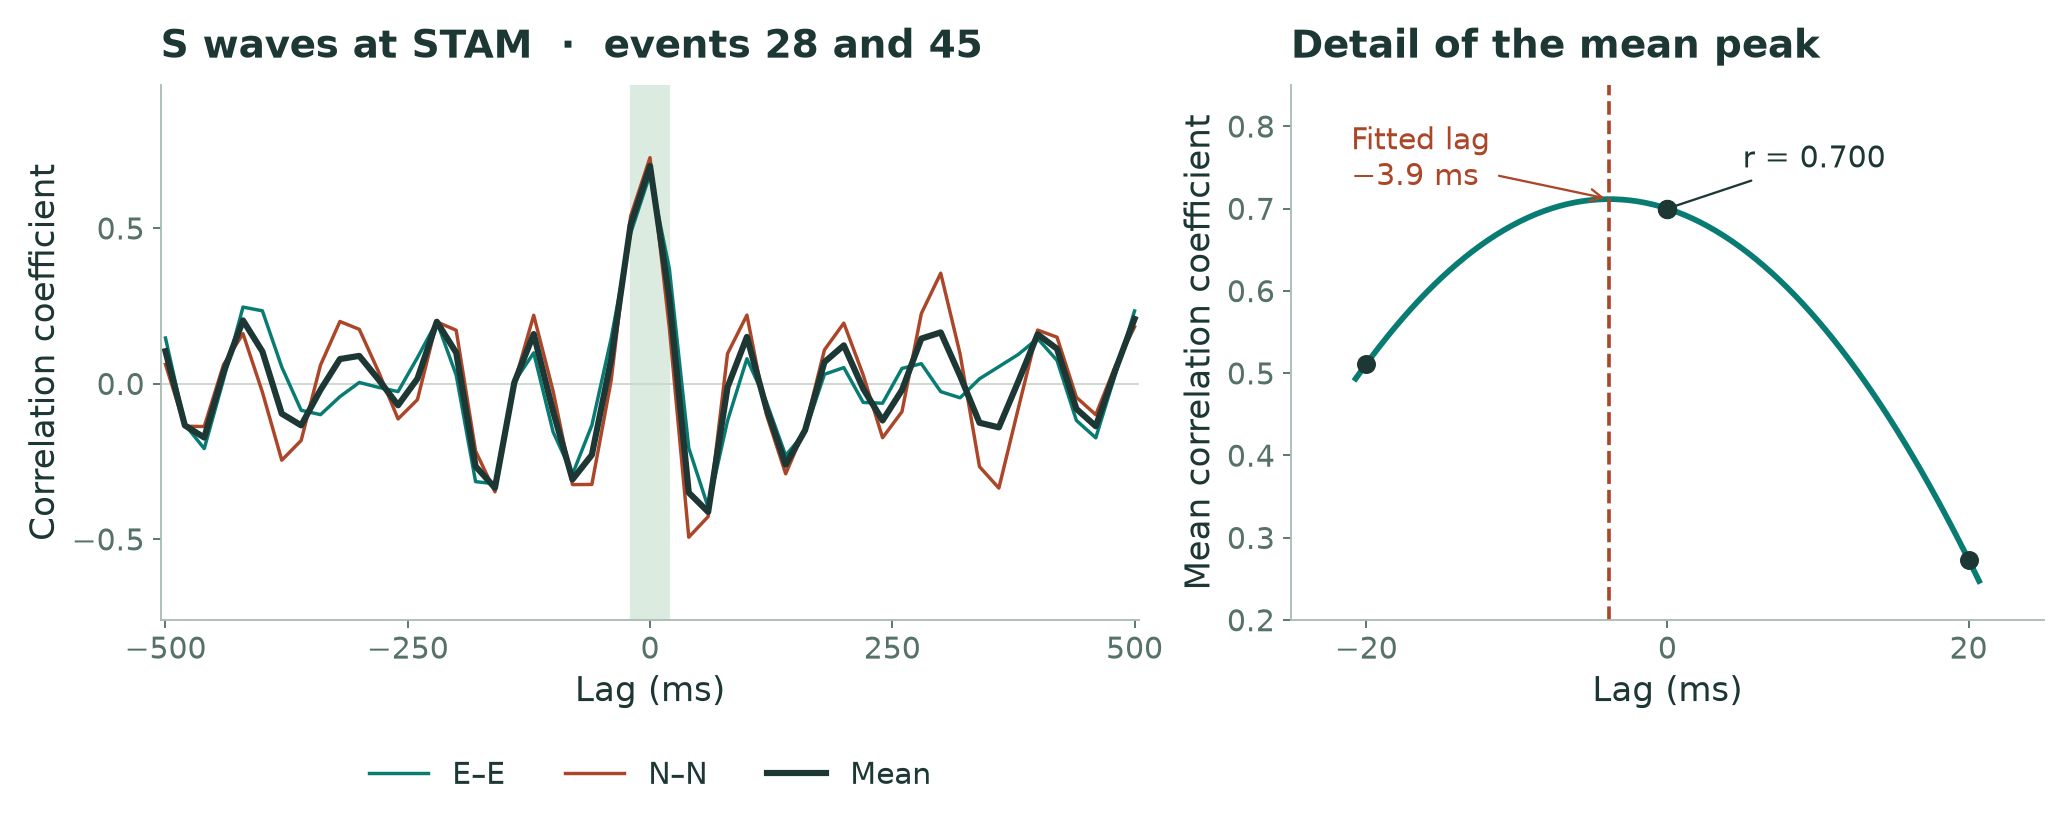 S waves at STAM · events 28 and 45
Correlation coefficient
0.5
0.0
−0.5
−500
−250
0
250
500
Lag (ms)
E–E
N–N
Mean
Detail of the mean peak
Mean correlation coefficient
0.8
0.7
0.6
0.5
0.4
0.3
0.2
Fitted lag
−3.9 ms
r = 0.700
−20
0
20
Lag (ms)